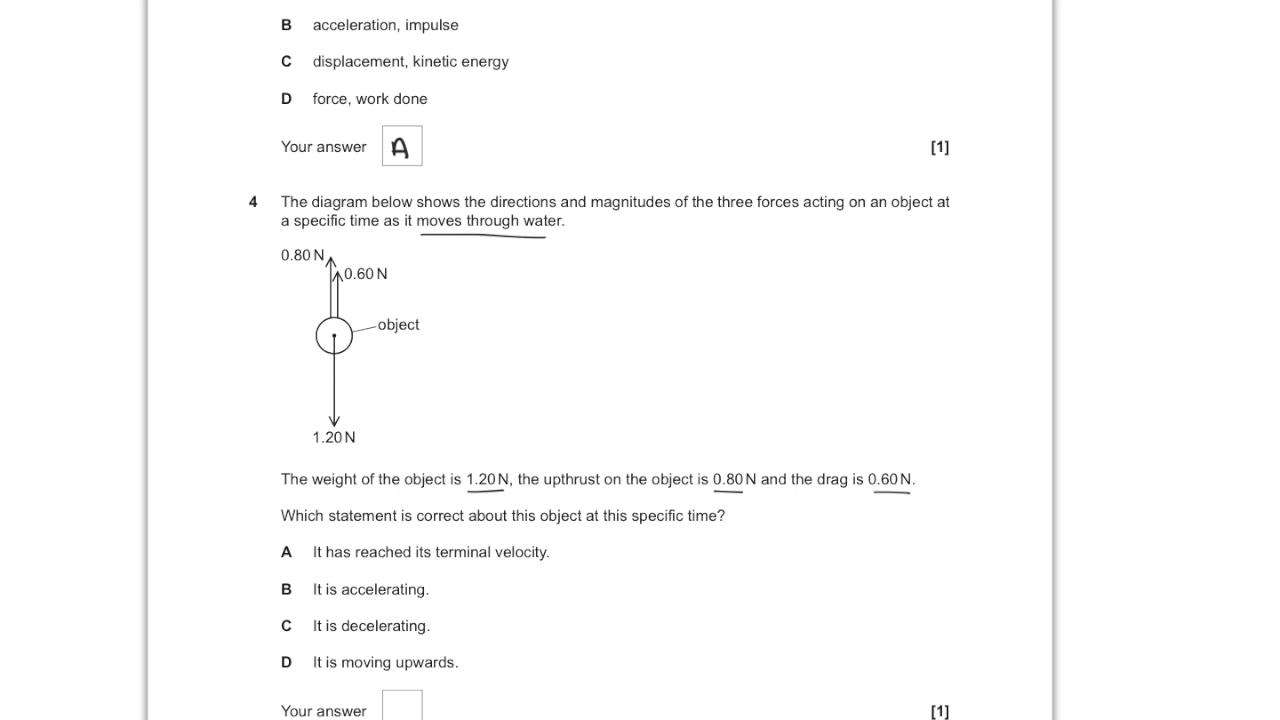 B acceleration, impulse
C displacement, kinetic energy
D force, work done
Your answer A [1]
4 The diagram below shows the directions and magnitudes of the three forces acting on an object at
a specific time as it moves through water.
0.80 N
0.60 N
object
1.20 N
The weight of the object is 1.20 N, the upthrust on the object is 0.80 N and the drag is 0.60 N.
Which statement is correct about this object at this specific time?
A It has reached its terminal velocity.
B It is accelerating.
C It is decelerating.
D It is moving upwards.
Your answer [1]